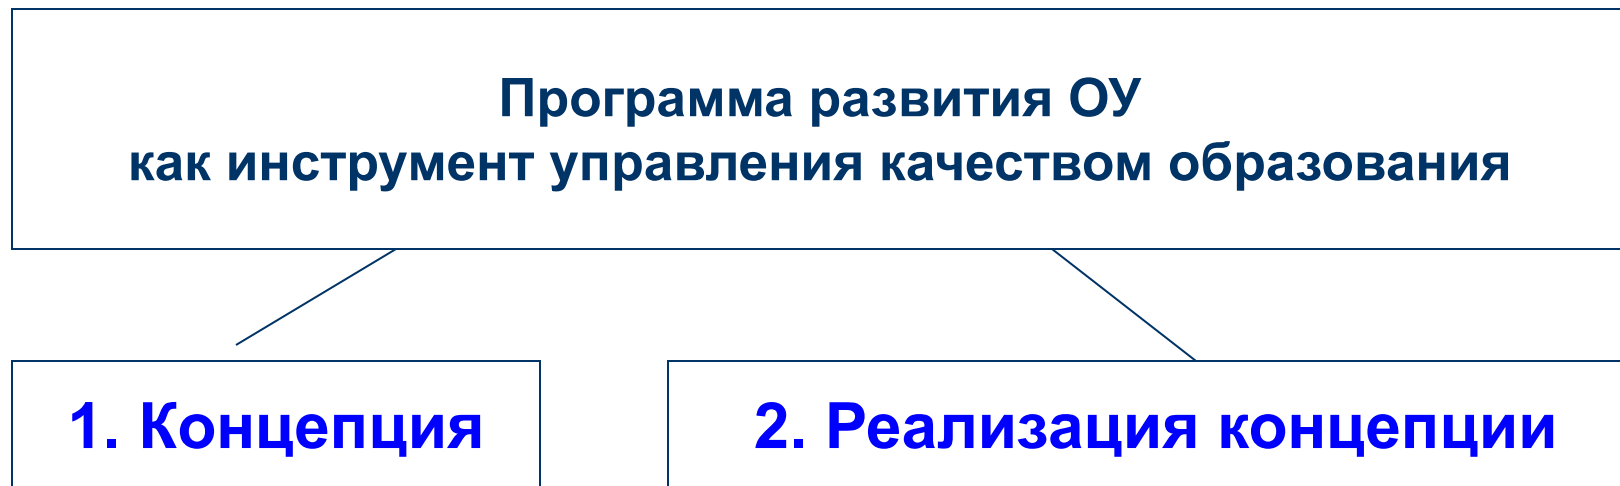 Программа развития ОУ
как инструмент управления качеством образования
1. Концепция
2. Реализация концепции